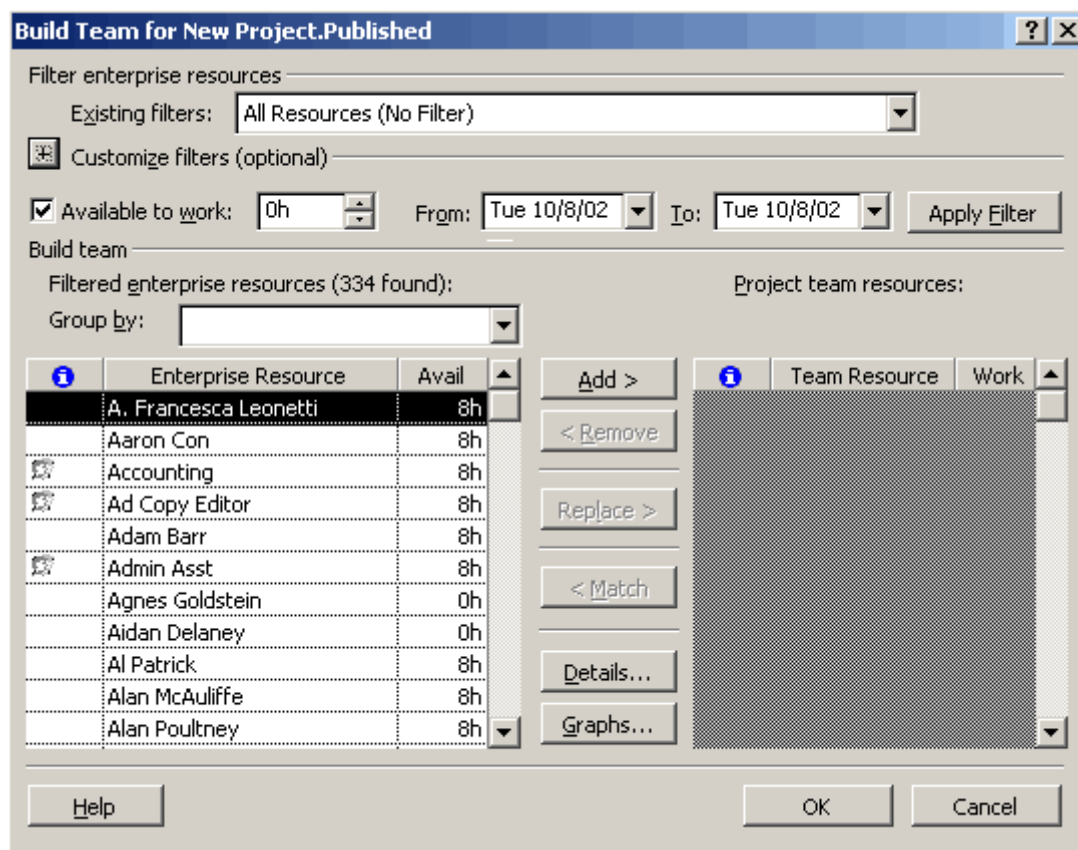 Build Team for New Project.Published
Filter enterprise resources
Existing filters: All Resources (No Filter)
Customize filters (optional)
Available to work: 0h From: Tue 10/8/02 To: Tue 10/8/02 Apply Filter
Build team
Filtered enterprise resources (334 found): Project team resources:
Group by:
Enterprise Resource Avail Add > Team Resource Work
A. Francesca Leonetti 8h
< Remove
Aaron Con 8h
Accounting 8h
Ad Copy Editor 8h
Replace >
Adam Barr 8h
Admin Asst 8h
< Match
Agnes Goldstein 0h
Aidan Delaney 0h
Al Patrick 8h
Details...
Alan McAuliffe 8h
Alan Poultney 8h
Graphs...
Help OK Cancel